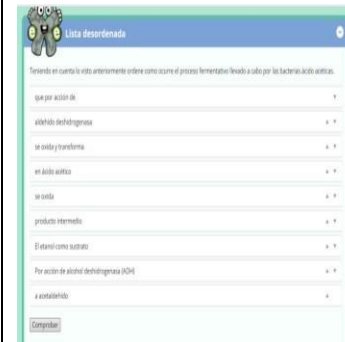 Lista desordenada
Teniendo en cuenta lo visto anteriormente ordene como ocurre el proceso fermentativo llevado a cabo por las bacterias ácido acéticas.
que por acción de
aldehído deshidrogenasa
se oxida y transforma
en ácido acético
se oxida
producto intermedio
El etanol como sustrato
Por acción de alcohol deshidrogenasa (ADH)
a acetaldehído
Comprobar